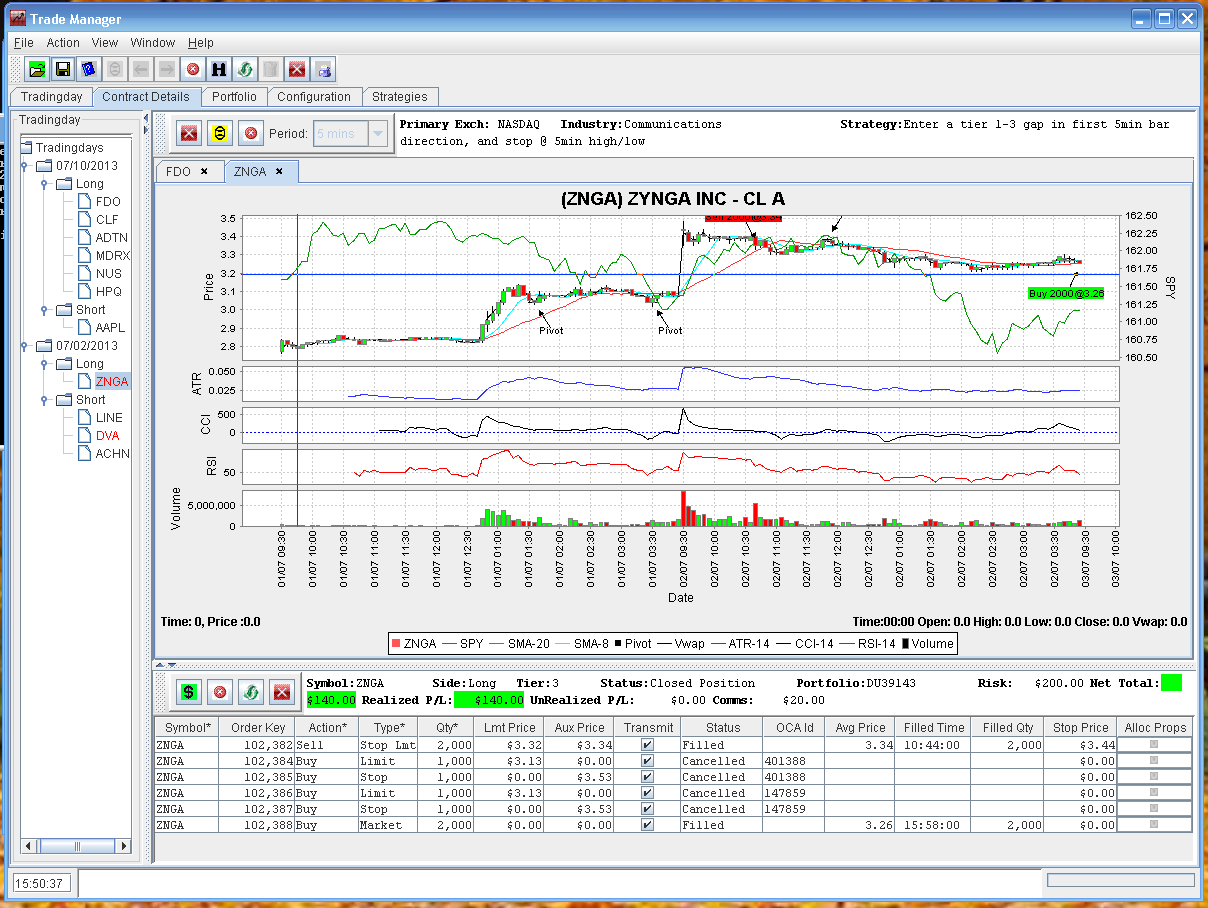 Trade Manager
File Action View Window Help
Tradingday Contract Details Portfolio Configuration Strategies
Tradingday
Tradingdays
07/10/2013
Long
FDO
CLF
ADTN
MDRX
NUS
HPQ
Short
AAPL
07/02/2013
Long
ZNGA
Short
LINE
DVA
ACHN
Period: 5 mins
Primary Exch: NASDAQ Industry:Communications Strategy:Enter a tier 1-3 gap in first 5min bar
direction, and stop @ 5min high/low
FDO ZNGA
(ZNGA) ZYNGA INC - CL A
Price
3.5
3.4
3.3
3.2
3.1
3.0
2.9
2.8
162.50
162.25
162.00
161.75
161.50
161.25
161.00
160.75
160.50
SPY
Buy 2000@3.26
Pivot
Pivot
ATR
0.050
0.025
CCI
500
0
RSI
50
Volume
5,000,000
0
01/07 09:30
01/07 10:00
01/07 10:30
01/07 11:00
01/07 11:30
01/07 12:00
01/07 12:30
01/07 01:00
01/07 01:30
01/07 02:00
01/07 02:30
01/07 03:00
01/07 03:30
02/07 09:30
02/07 10:00
02/07 10:30
02/07 11:00
02/07 11:30
02/07 12:00
02/07 12:30
02/07 01:00
02/07 01:30
02/07 02:00
02/07 02:30
02/07 03:00
02/07 03:30
03/07 09:30
03/07 10:00
Date
Time: 0, Price :0.0 Time:00:00 Open: 0.0 High: 0.0 Low: 0.0 Close: 0.0 Vwap: 0.0
ZNGA SPY SMA-20 SMA-8 Pivot Vwap ATR-14 CCI-14 RSI-14 Volume
Symbol:ZNGA Side:Long Tier:3 Status:Closed Position Portfolio:DU39143 Risk: $200.00 Net Total:
$140.00 Realized P/L: $140.00 UnRealized P/L: $0.00 Comms: $20.00
Symbol* Order Key Action* Type* Qty* Lmt Price Aux Price Transmit Status OCA Id Avg Price Filled Time Filled Qty Stop Price Alloc Props
ZNGA 102,382 Sell Stop Lmt 2,000 $3.32 $3.34 Filled 3.34 10:44:00 2,000 $3.44
ZNGA 102,384 Buy Limit 1,000 $3.13 $0.00 Cancelled 401388 $0.00
ZNGA 102,385 Buy Stop 1,000 $0.00 $3.53 Cancelled 401388 $0.00
ZNGA 102,386 Buy Limit 1,000 $3.13 $0.00 Cancelled 147859 $0.00
ZNGA 102,387 Buy Stop 1,000 $0.00 $3.53 Cancelled 147859 $0.00
ZNGA 102,388 Buy Market 2,000 $0.00 $0.00 Filled 3.26 15:58:00 2,000 $0.00
15:50:37